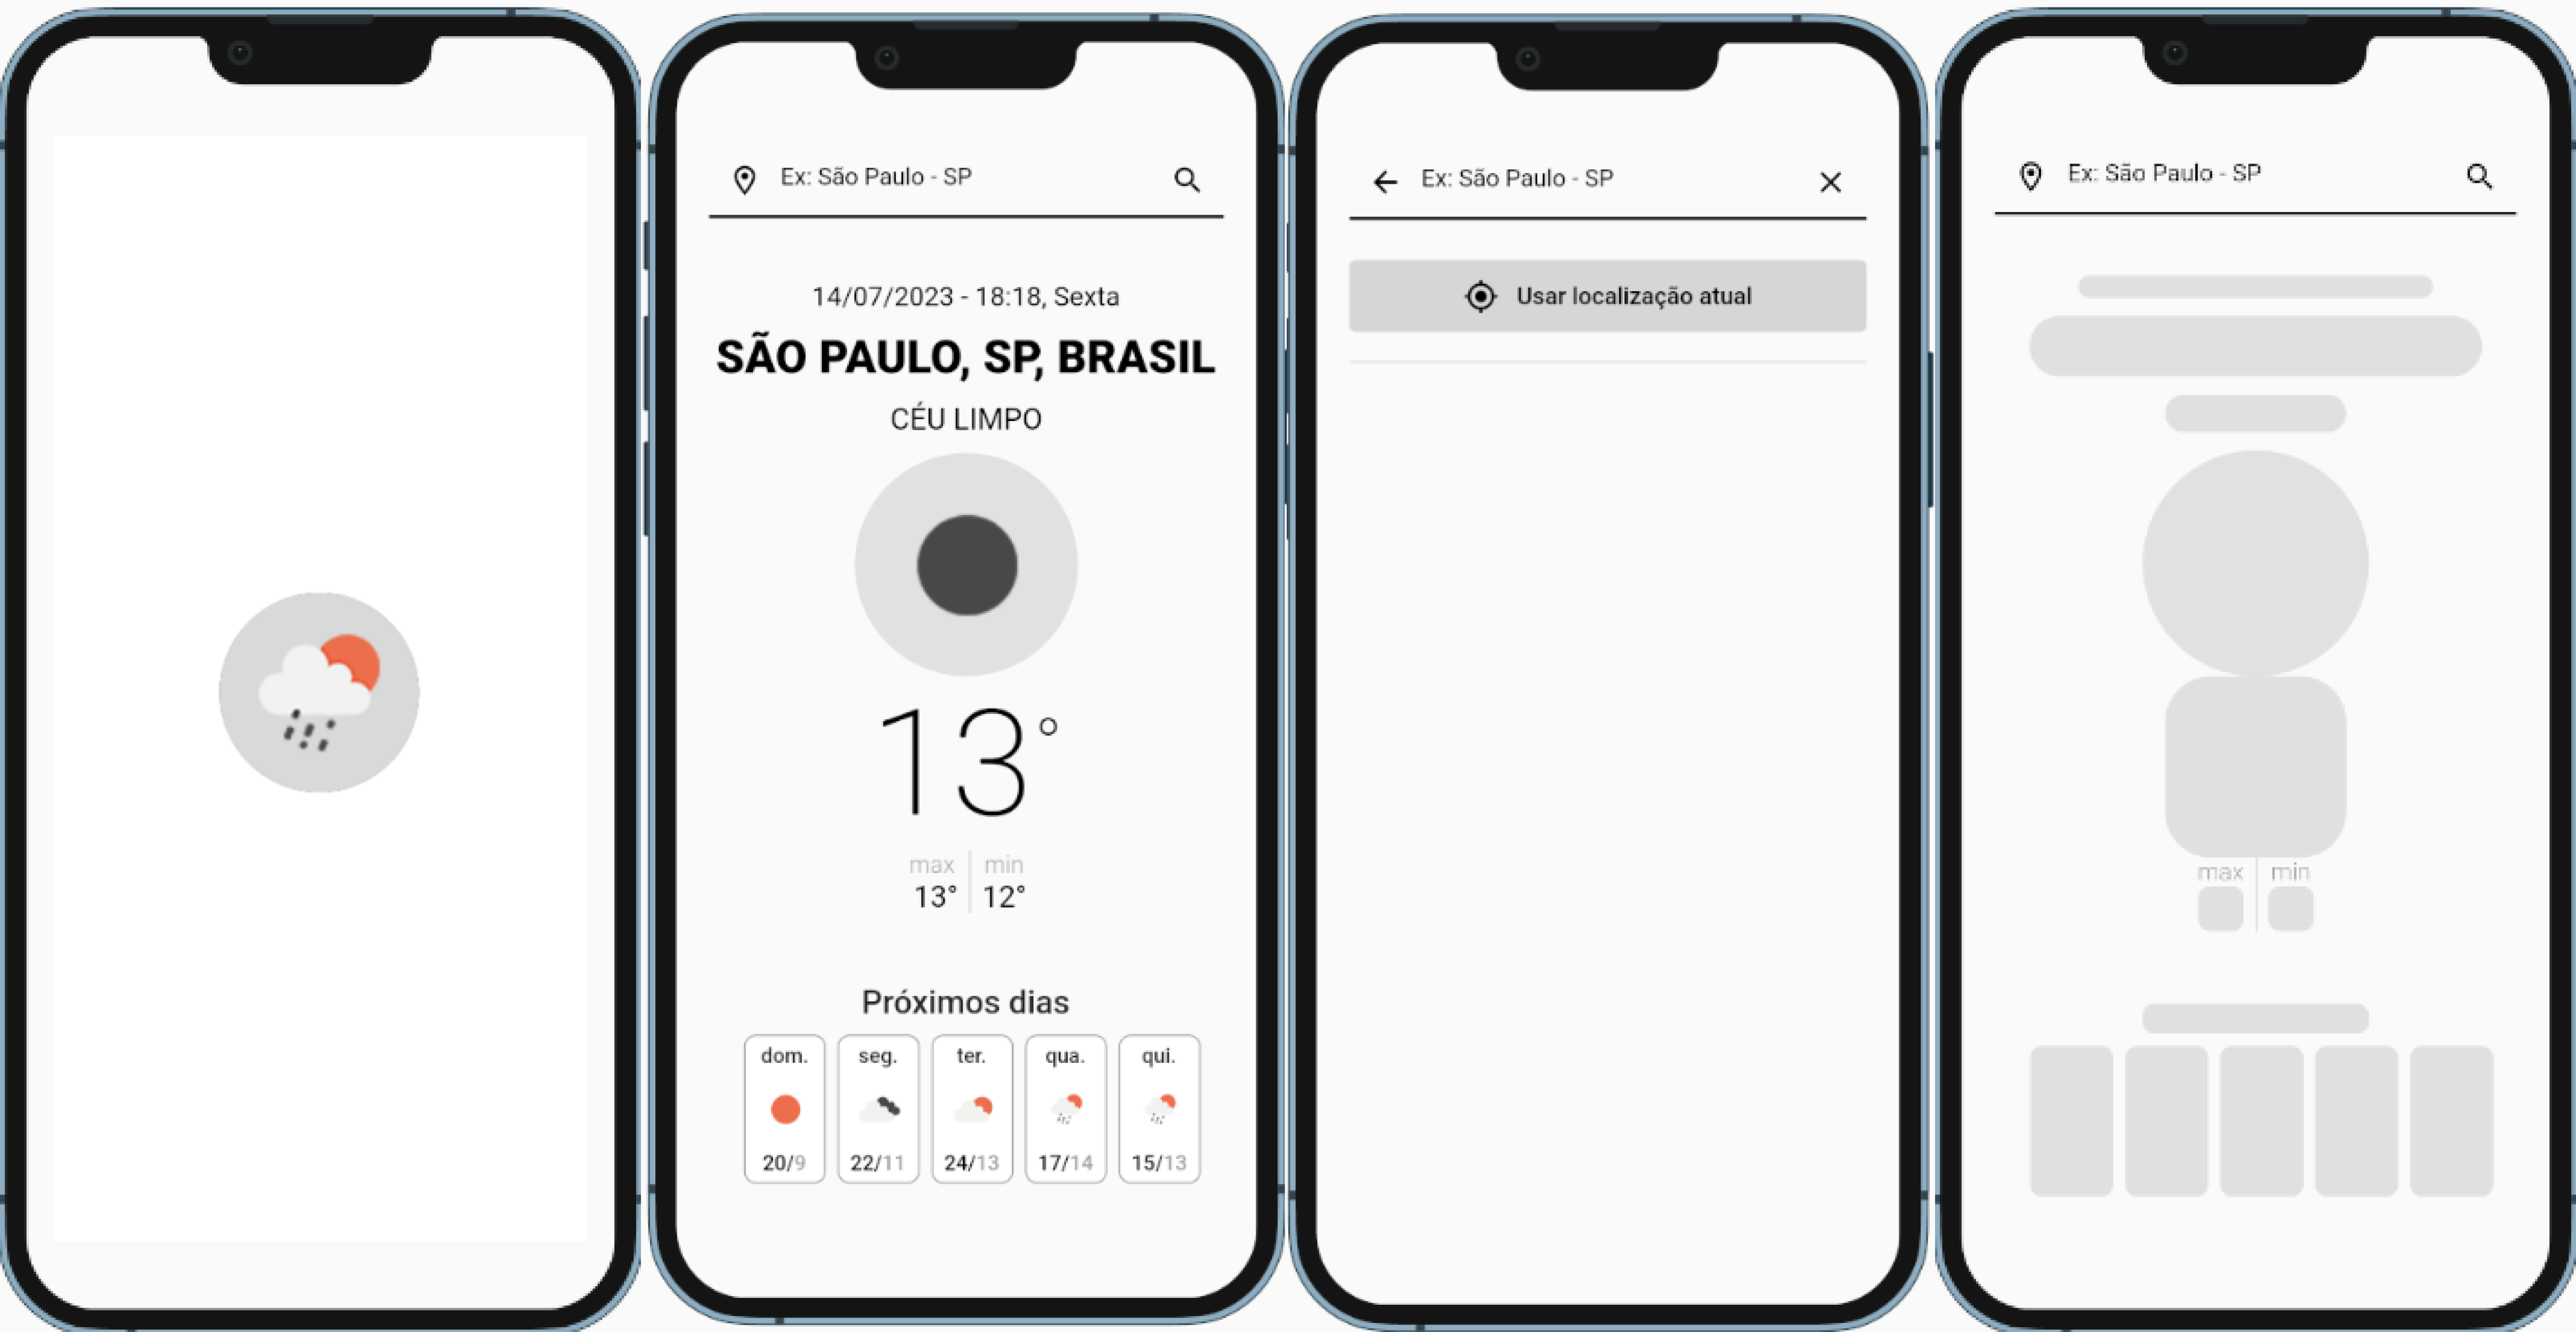 Ex: São Paulo - SP
14/07/2023 - 18:18, Sexta
SÃO PAULO, SP, BRASIL
CÉU LIMPO
13°
max min
13° 12°
Próximos dias
dom. seg. ter. qua. qui.
20/9 22/11 24/13 17/14 15/13
Ex: São Paulo - SP
Usar localização atual
Ex: São Paulo - SP
max min